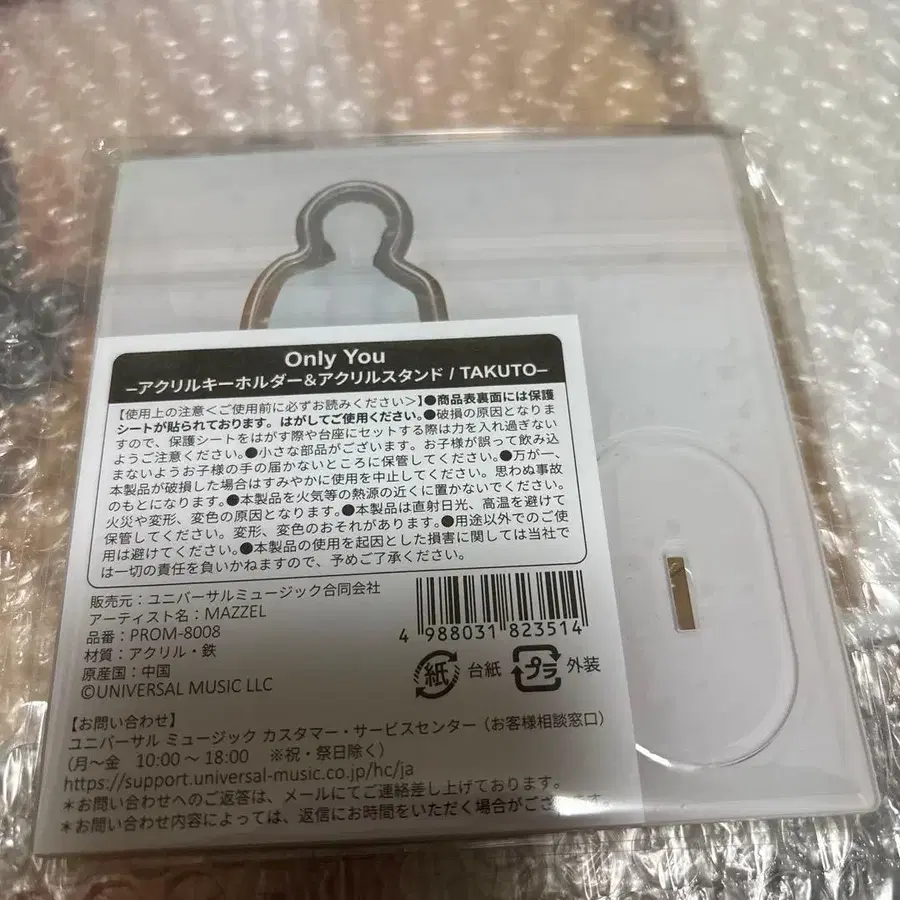 Only You
–アクリルキーホルダー&アクリルスタンド / TAKUTO–
【使用上の注意＜ご使用前に必ずお読みください＞】●商品表裏面には保護
シートが貼られております。はがしてご使用ください。●破損の原因となりま
すので、保護シートをはがす際や台座にセットする際は力を入れ過ぎない
ようご注意ください。●小さな部品がございます。お子様が誤って飲み込
まないようお子様の手の届かないところに保管してください。●万が一、
本製品が破損した場合はすみやかに使用を中止してください。思わぬ事故
のもとになります。●本製品を火気等の熱源の近くに置かないでください。
火災や変形、変色の原因となります。●本製品は直射日光、高温を避けて
保管してください。変形、変色のおそれがあります。●用途以外でのご使
用は避けてください。●本製品の使用を起因とした損害に関しては当社で
は一切の責任を負いかねますので、予めご了承ください。
販売元：ユニバーサルミュージック合同会社
アーティスト名：MAZZEL
品番：PROM-8008
材質：アクリル・鉄
原産国：中国
©UNIVERSAL MUSIC LLC
4 988031 823514
紙 台紙 プラ 外装
【お問い合わせ】
ユニバーサル ミュージック カスタマー・サービスセンター（お客様相談窓口）
（月～金 10:00～18:00 ※祝・祭日除く）
https://support.universal-music.co.jp/hc/ja
＊お問い合わせへのご返答は、メールにてご連絡差し上げております。
＊お問い合わせ内容によっては、返信にお時間をいただく場合がございます。